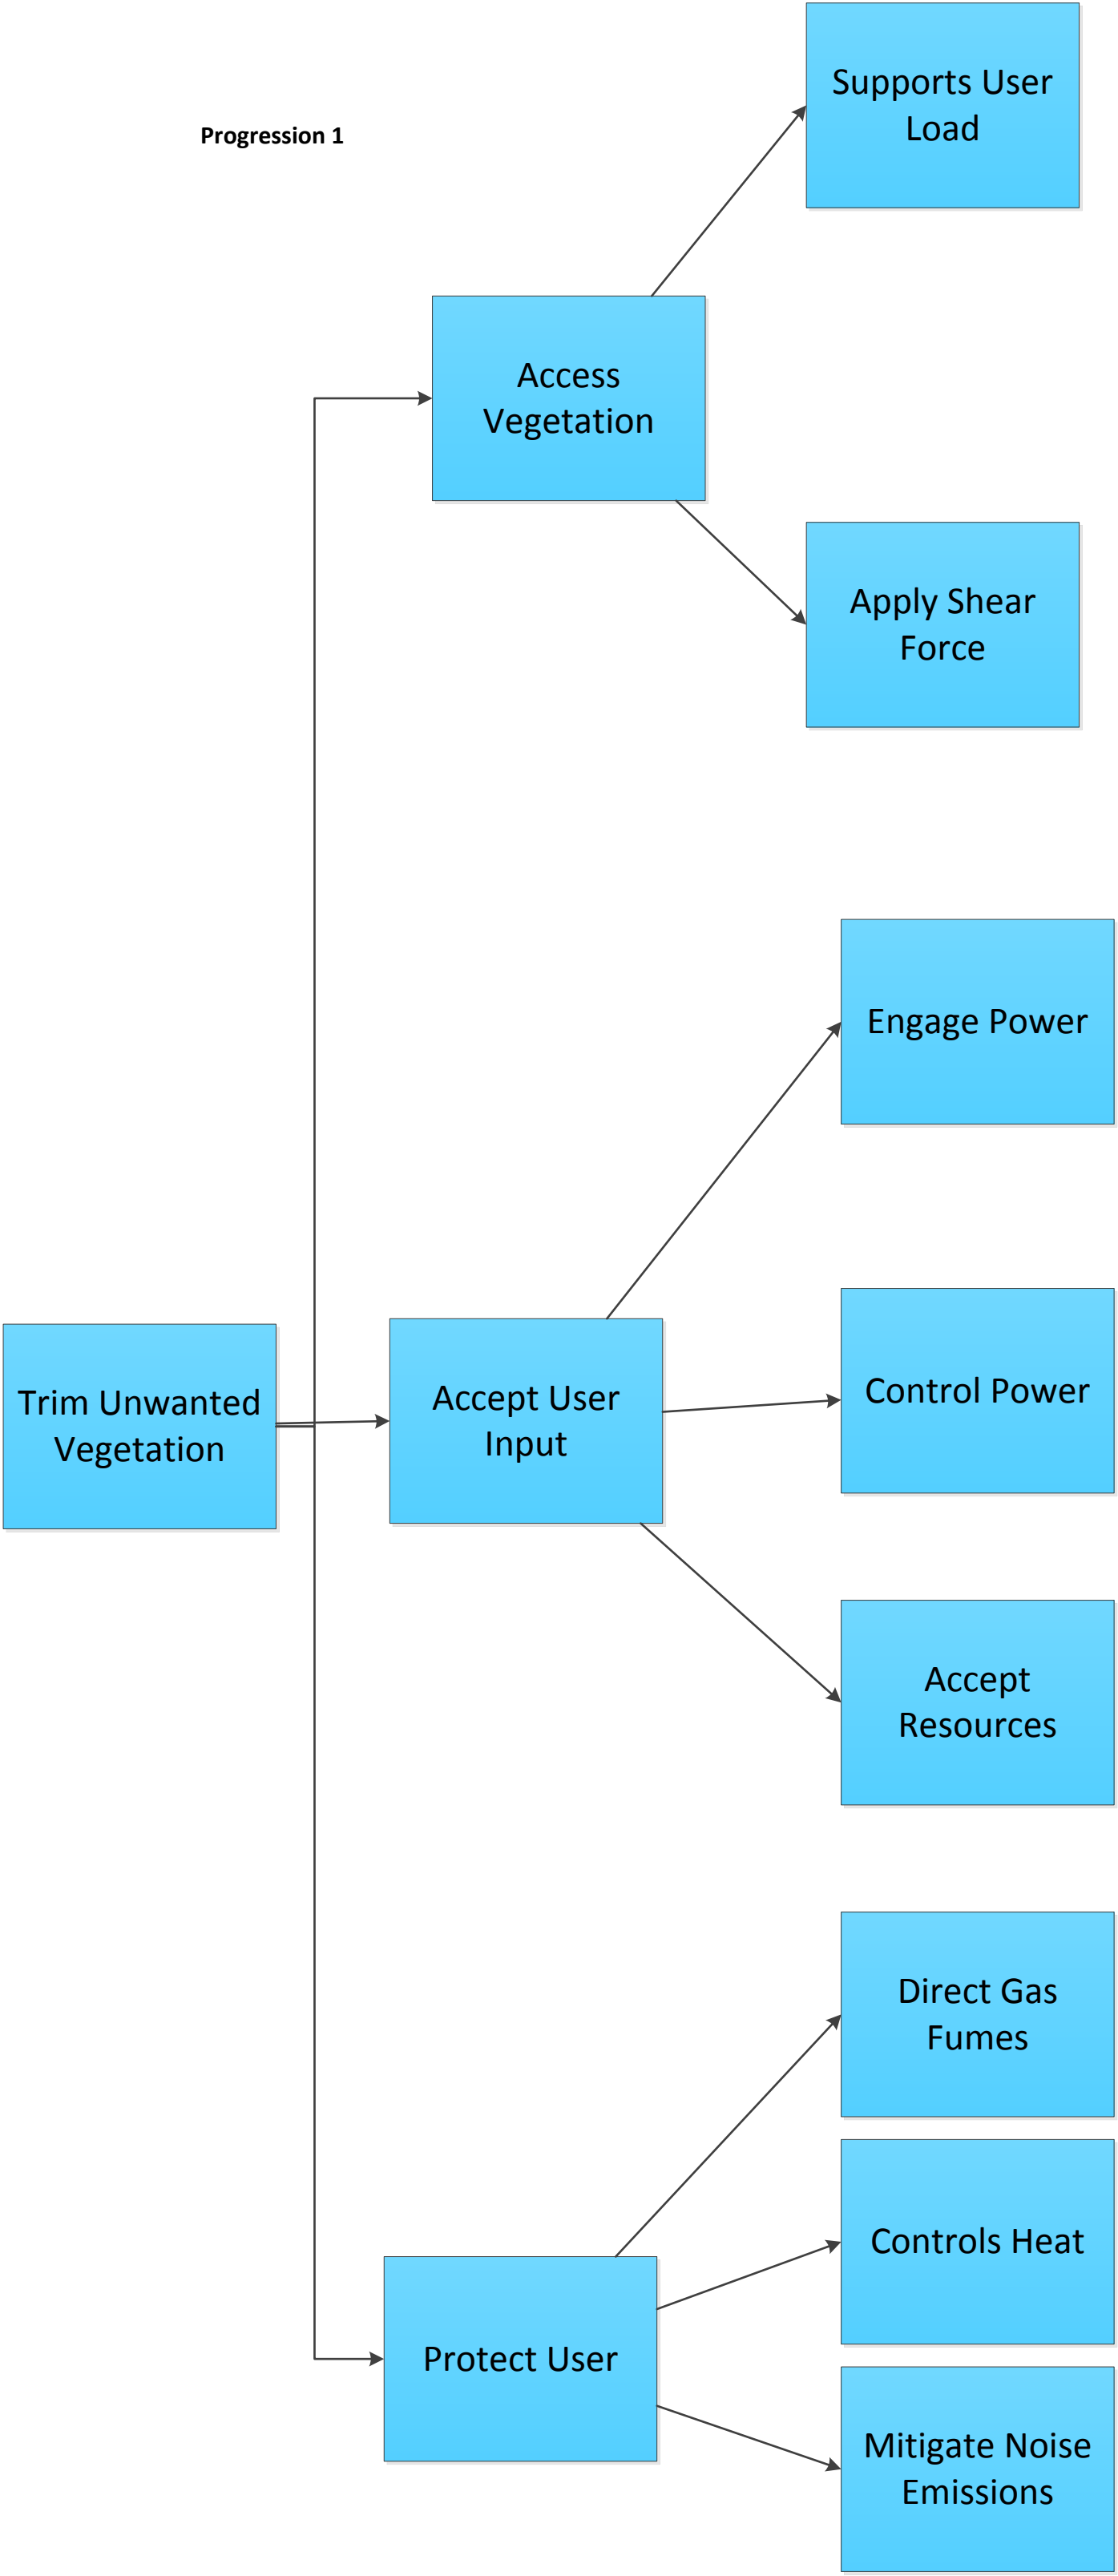 Progression 1
Supports User
Load
Access
Vegetation
Apply Shear
Force
Engage Power
Trim Unwanted
Vegetation
Accept User
Input
Control Power
Accept
Resources
Direct Gas
Fumes
Controls Heat
Protect User
Mitigate Noise
Emissions